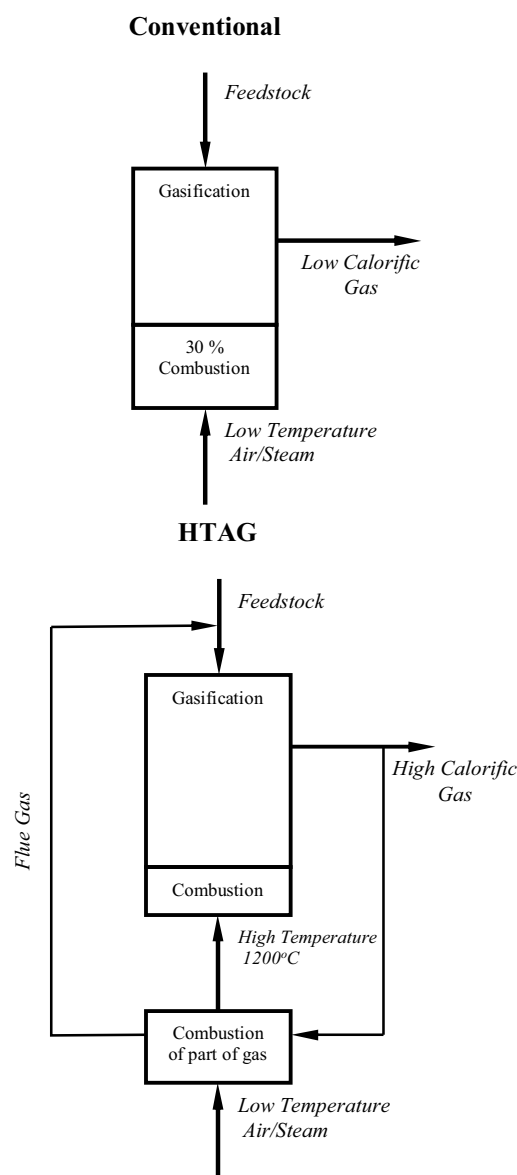 Conventional
Feedstock
Gasification
Low Calorific
Gas
30 %
Combustion
Low Temperature
Air/Steam
HTAG
Feedstock
Gasification
High Calorific
Gas
Flue Gas
Combustion
High Temperature
1200°C
Combustion
of part of gas
Low Temperature
Air/Steam